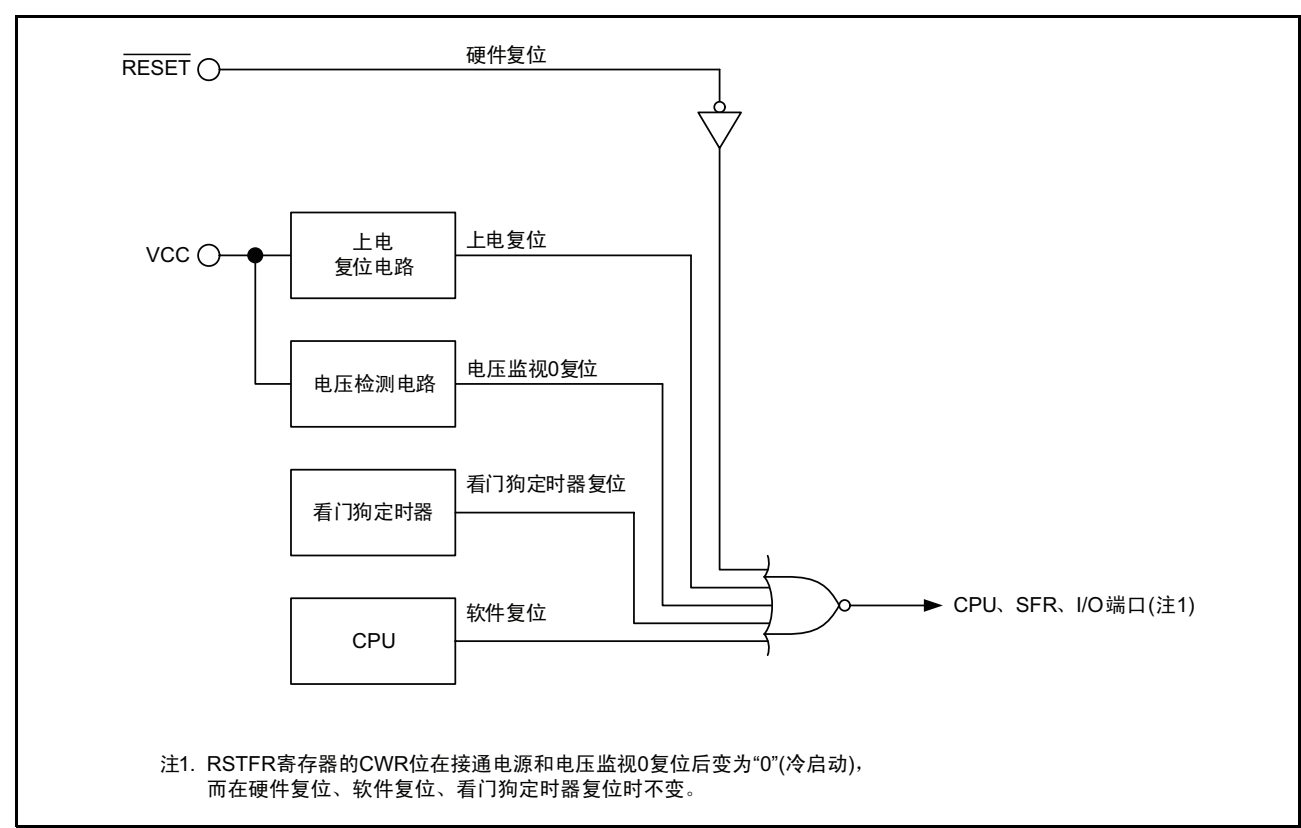 硬件复位
RESET
上电
复位电路
上电复位
VCC
电压监视0复位
电压检测电路
看门狗定时器复位
看门狗定时器
软件复位
CPU
CPU、SFR、I/O端口(注1)
注1. RSTFR寄存器的CWR位在接通电源和电压监视0复位后变为“0”(冷启动),
而在硬件复位、软件复位、看门狗定时器复位时不变。